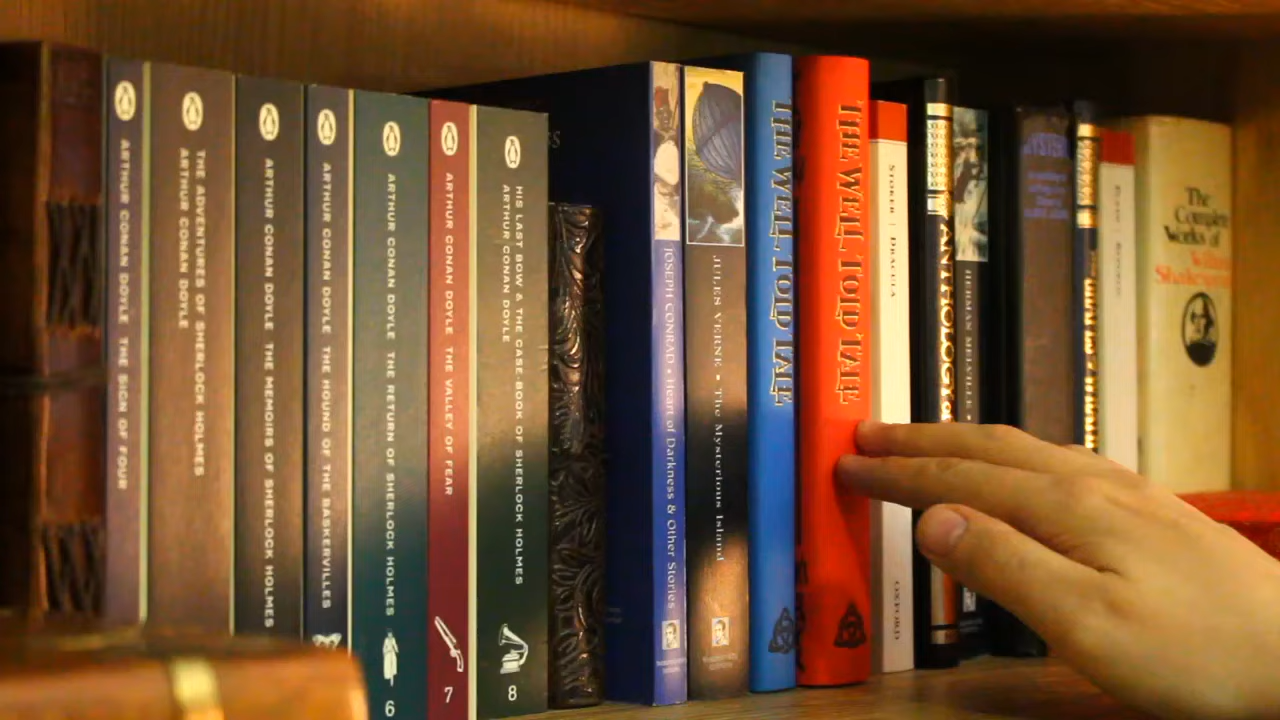 ARTHUR CONAN DOYLE THE SIGN OF FOUR
THE ADVENTURES OF SHERLOCK HOLMES
ARTHUR CONAN DOYLE
ARTHUR CONAN DOYLE THE MEMOIRS OF SHERLOCK HOLMES
ARTHUR CONAN DOYLE THE HOUND OF THE BASKERVILLES
ARTHUR CONAN DOYLE THE RETURN OF SHERLOCK HOLMES
6
ARTHUR CONAN DOYLE THE VALLEY OF FEAR
7
HIS LAST BOW & THE CASE-BOOK OF SHERLOCK HOLMES
ARTHUR CONAN DOYLE
8
JOSEPH CONRAD • Heart of Darkness & Other Stories
JULES VERNE • The Mysterious Island
THE WELL TOLD TALE
THE WELL TOLD TALE
STOKER | DRACULA
OXFORD
ANTHOLOGY
HERMAN MELVILLE •
The
Complete
Works of
William
Shakespeare